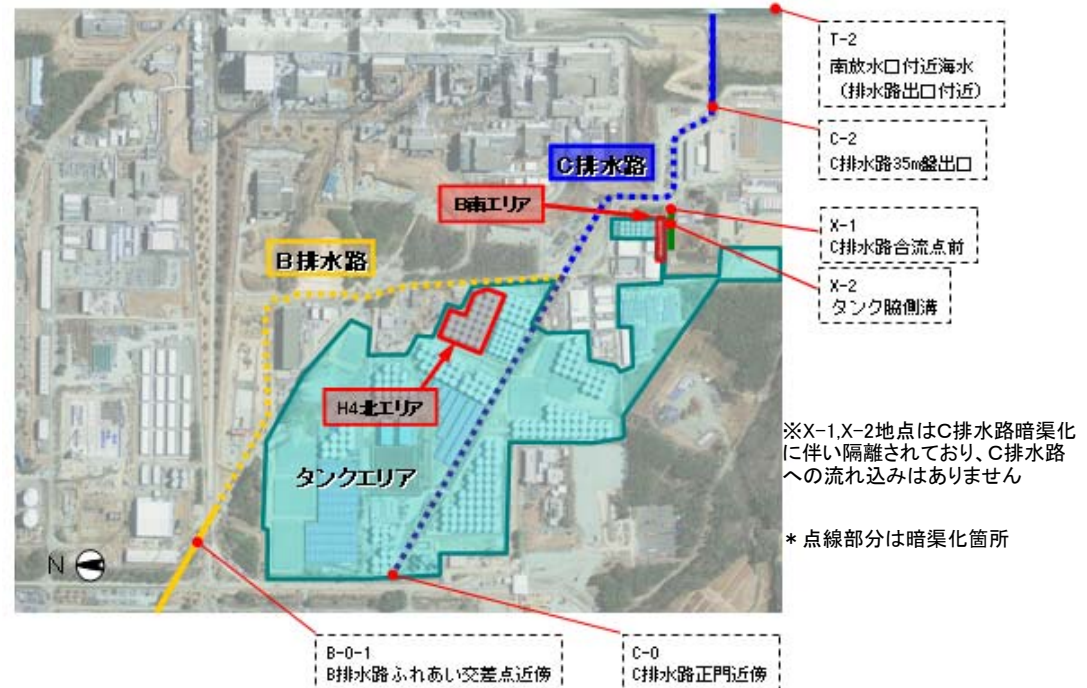 T-2
南放水口付近海水
（排水路出口付近）
C-2
C排水路35m盤出口
C排水路
B南エリア
X-1
C排水路合流点前
B排水路
X-2
タンク脇側溝
H4北エリア
※X-1,X-2地点はC排水路暗渠化
に伴い隔離されており、C排水路
への流れ込みはありません
タンクエリア
＊点線部分は暗渠化箇所
N
B-0-1
B排水路ふれあい交差点近傍
C-0
C排水路正門近傍